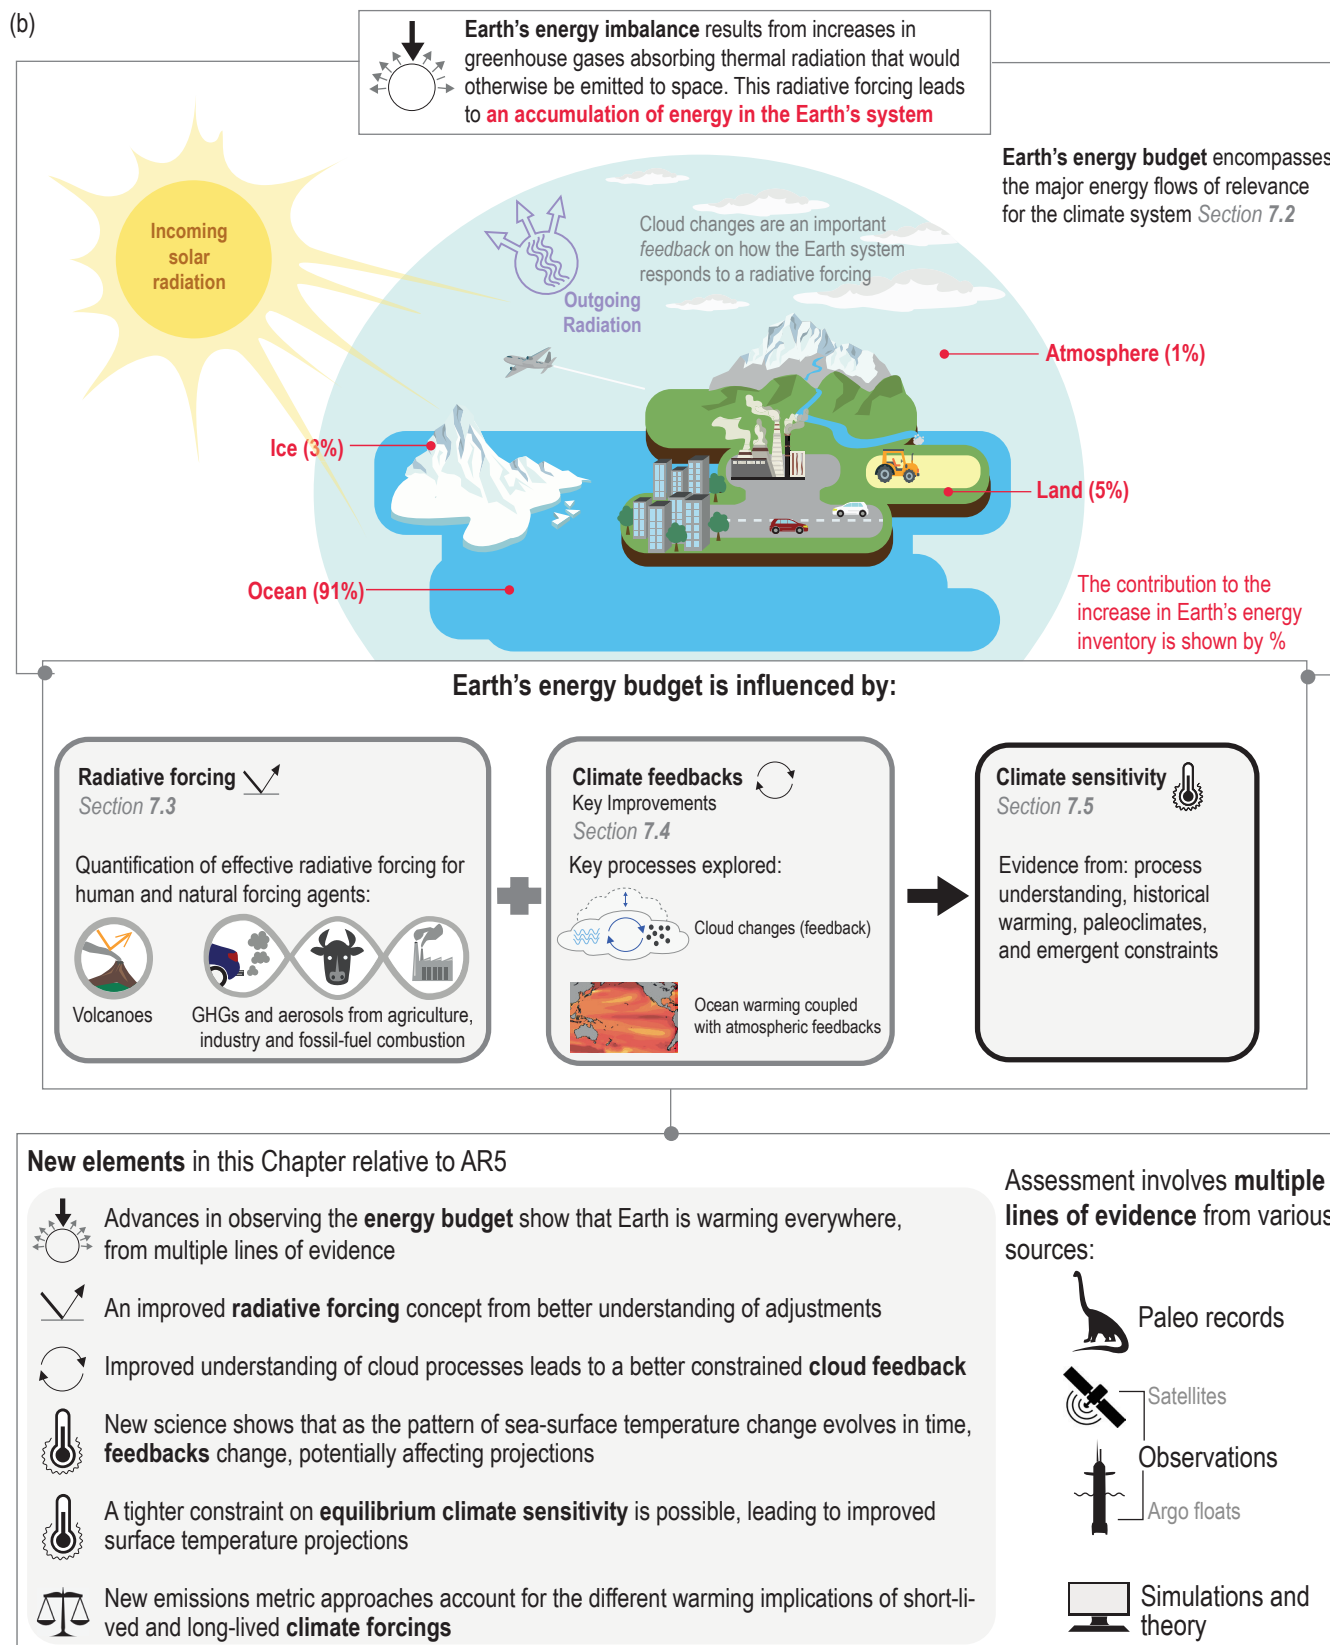 (b)
Earth's energy imbalance results from increases in
greenhouse gases absorbing thermal radiation that would
otherwise be emitted to space. This radiative forcing leads
to an accumulation of energy in the Earth's system
Earth's energy budget encompasses
the major energy flows of relevance
for the climate system Section 7.2
Incoming
solar
radiation
Cloud changes are an important
feedback on how the Earth system
responds to a radiative forcing
Outgoing
Radiation
Atmosphere (1%)
Ice (3%)
Land (5%)
Ocean (91%)
The contribution to the
increase in Earth's energy
inventory is shown by %
Earth's energy budget is influenced by:
Radiative forcing
Section 7.3
Quantification of effective radiative forcing for
human and natural forcing agents:
Volcanoes
GHGs and aerosols from agriculture,
industry and fossil-fuel combustion
Climate feedbacks
Key Improvements
Section 7.4
Key processes explored:
Cloud changes (feedback)
Ocean warming coupled
with atmospheric feedbacks
Climate sensitivity
Section 7.5
Evidence from: process
understanding, historical
warming, paleoclimates,
and emergent constraints
New elements in this Chapter relative to AR5
Advances in observing the energy budget show that Earth is warming everywhere,
from multiple lines of evidence
An improved radiative forcing concept from better understanding of adjustments
Improved understanding of cloud processes leads to a better constrained cloud feedback
New science shows that as the pattern of sea-surface temperature change evolves in time,
feedbacks change, potentially affecting projections
A tighter constraint on equilibrium climate sensitivity is possible, leading to improved
surface temperature projections
New emissions metric approaches account for the different warming implications of short-li-
ved and long-lived climate forcings
Assessment involves multiple
lines of evidence from various
sources:
Paleo records
Satellites
Observations
Argo floats
Simulations and
theory